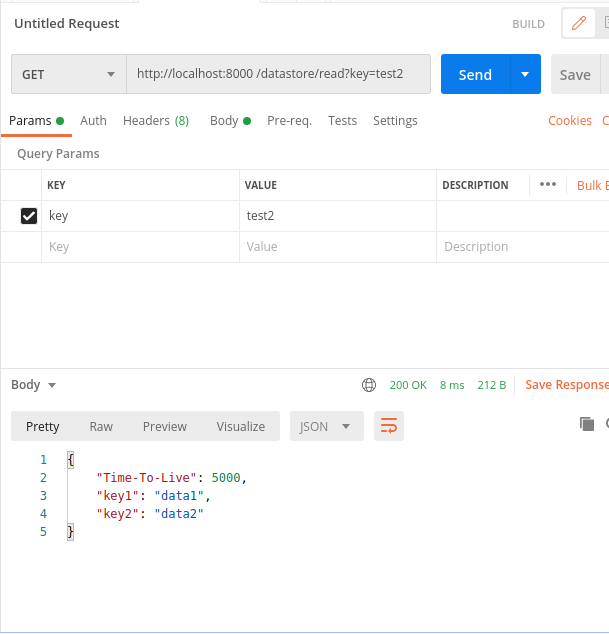 Untitled Request BUILD
GET http://localhost:8000 /datastore/read?key=test2 Send Save
Params Auth Headers (8) Body Pre-req. Tests Settings Cookies
Query Params
KEY VALUE DESCRIPTION ••• Bulk E
key test2
Key Value Description
Body 200 OK 8 ms 212 B Save Response
Pretty Raw Preview Visualize JSON
1 {
2 "Time-To-Live": 5000,
3 "key1": "data1",
4 "key2": "data2"
5 }